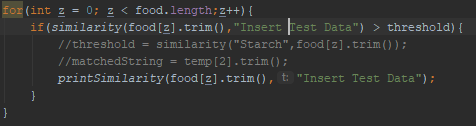 for(int z = 0; z < food.length;z++){
if(similarity(food[z].trim(),"Insert Test Data") > threshold){
//threshold = similarity("Starch",food[z].trim());
//matchedString = temp[2].trim();
printSimilarity(food[z].trim(), t: "Insert Test Data");
}
}